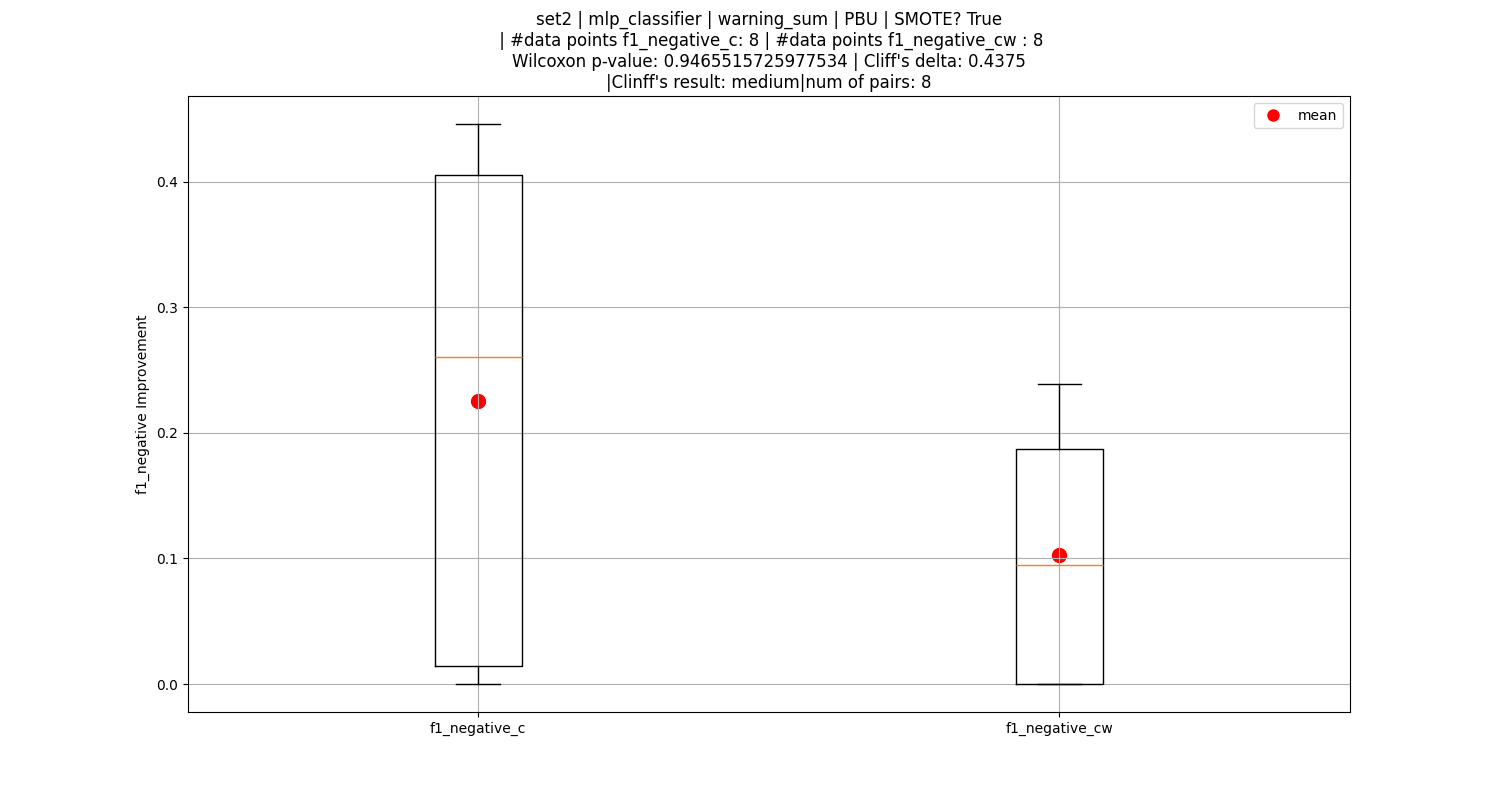 set2 | mlp_classifier | warning_sum | PBU | SMOTE? True
| #data points f1_negative_c: 8 | #data points f1_negative_cw : 8
Wilcoxon p-value: 0.9465515725977534 | Cliff's delta: 0.4375
|Clinff's result: medium|num of pairs: 8
mean
0.4
0.3
0.2
0.1
0.0
f1_negative Improvement
f1_negative_c
f1_negative_cw